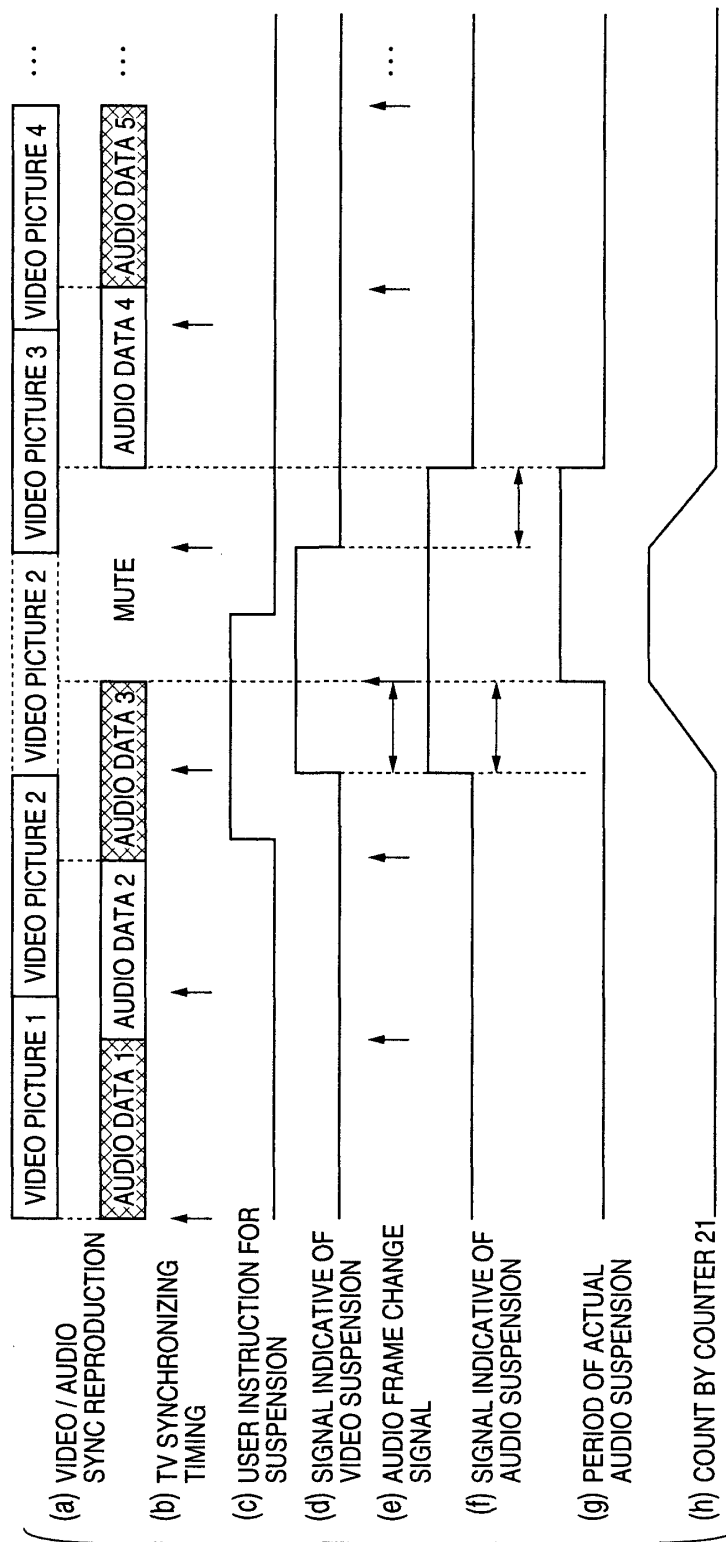 VIDEO PICTURE 1
VIDEO PICTURE 2
VIDEO PICTURE 2
VIDEO PICTURE 3
VIDEO PICTURE 4
...
(a) VIDEO / AUDIO
SYNC REPRODUCTION
AUDIO DATA 1
AUDIO DATA 2
AUDIO DATA 3
MUTE
AUDIO DATA 4
AUDIO DATA 5
...
(b) TV SYNCHRONIZING
TIMING
(c) USER INSTRUCTION FOR
SUSPENSION
(d) SIGNAL INDICATIVE OF
VIDEO SUSPENSION
(e) AUDIO FRAME CHANGE
SIGNAL
...
(f) SIGNAL INDICATIVE OF
AUDIO SUSPENSION
(g) PERIOD OF ACTUAL
AUDIO SUSPENSION
(h) COUNT BY COUNTER 21